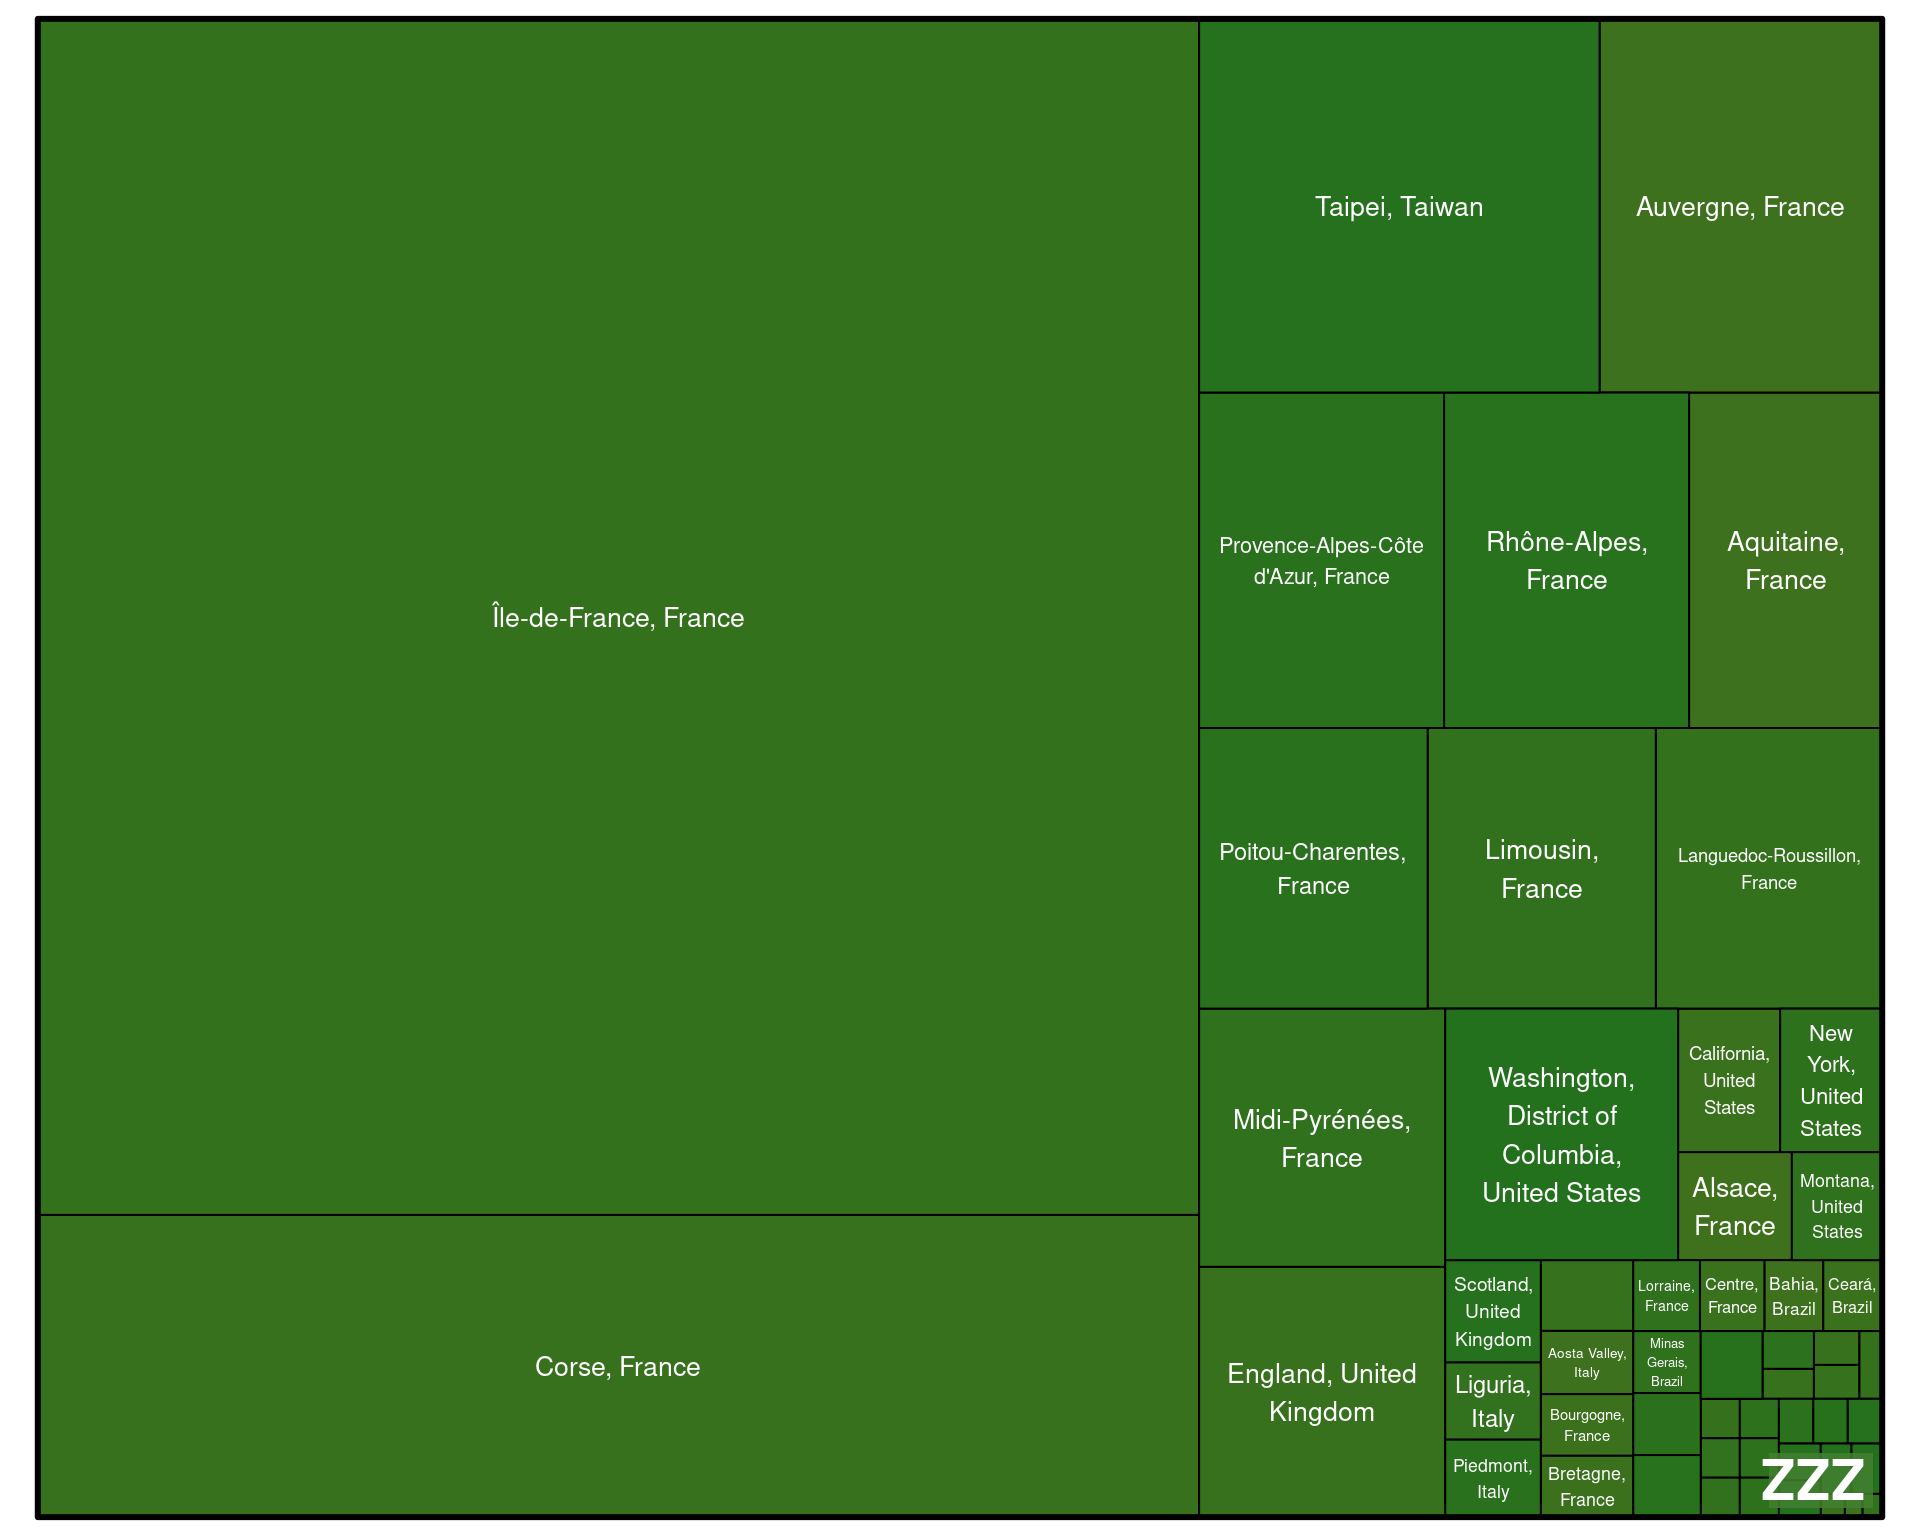 Île-de-France, France
Corse, France
Taipei, Taiwan
Auvergne, France
Provence-Alpes-Côte
d'Azur, France
Rhône-Alpes,
France
Aquitaine,
France
Poitou-Charentes,
France
Limousin,
France
Languedoc-Roussillon,
France
Midi-Pyrénées,
France
England, United
Kingdom
Washington,
District of
Columbia,
United States
California,
United
States
New
York,
United
States
Alsace,
France
Montana,
United
States
Scotland,
United
Kingdom
Liguria,
Italy
Piedmont,
Italy
Aosta Valley,
Italy
Bourgogne,
France
Bretagne,
France
Lorraine,
France
Minas
Gerais,
Brazil
Centre,
France
Bahia,
Brazil
Ceará,
Brazil
ZZZ